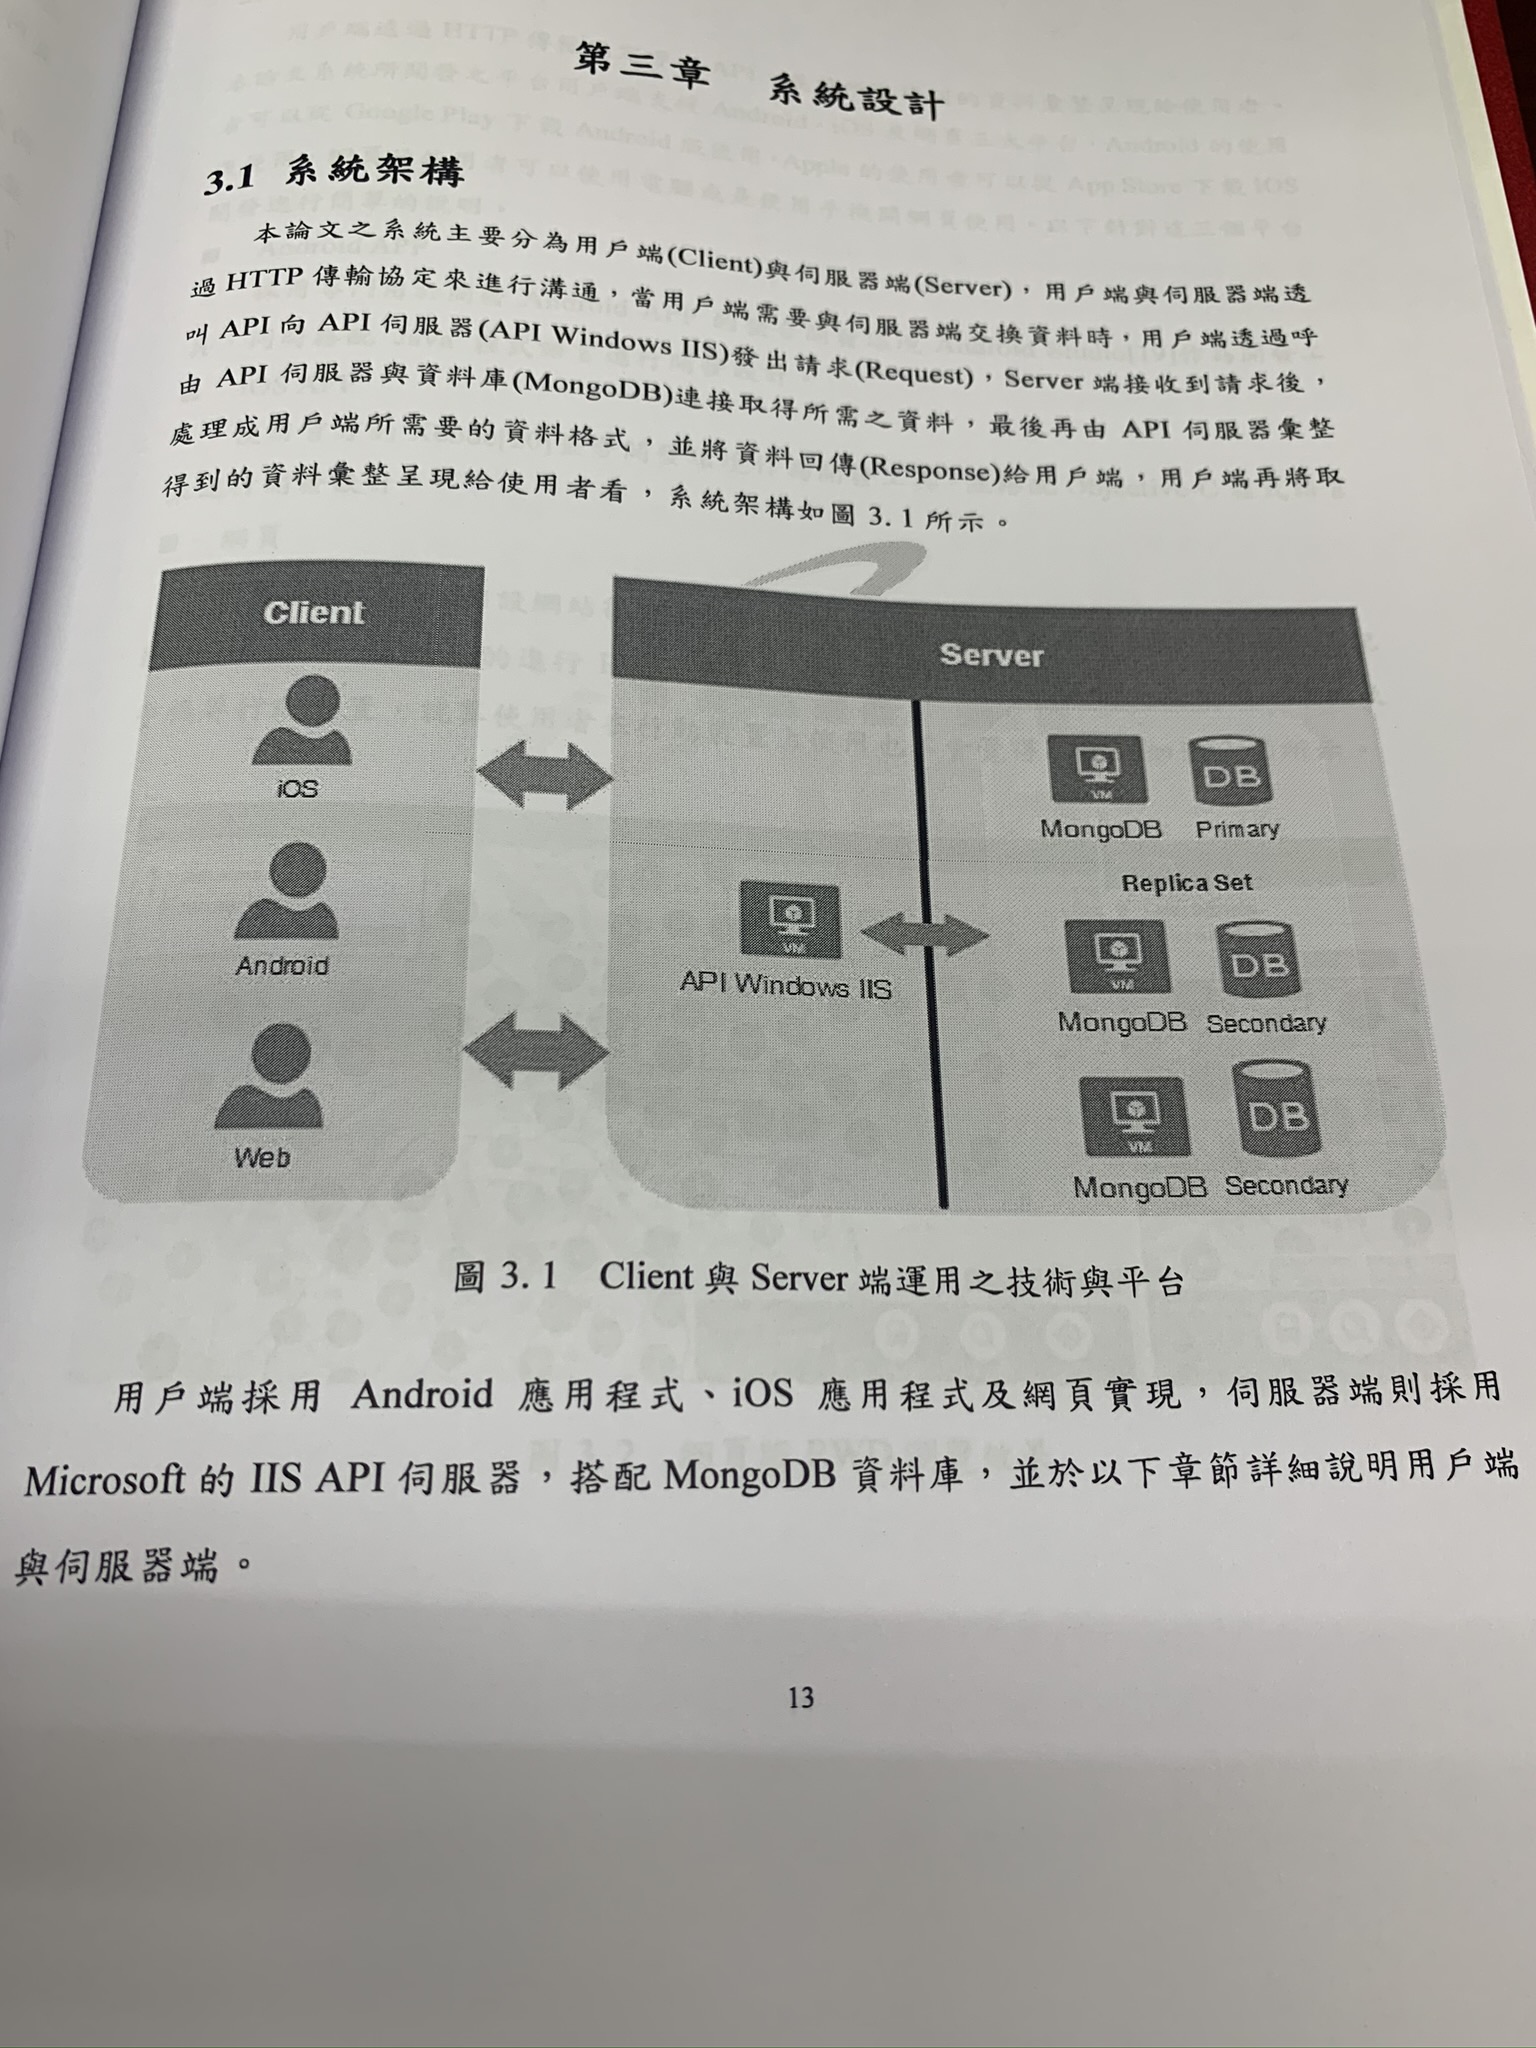 第三章 系統設計
3.1 系統架構
本論文之系統主要分為用戶端(Client)與伺服器端(Server)，用戶端與伺服器端透
過 HTTP 傳輸協定來進行溝通，當用戶端需要與伺服器端交換資料時，用戶端透過呼
叫 API 向 API 伺服器(API Windows IIS)發出請求(Request)，Server 端接收到請求後，
由 API 伺服器與資料庫(MongoDB)連接取得所需之資料，最後再由 API 伺服器彙整
處理成用戶端所需要的資料格式，並將資料回傳(Response)給用戶端，用戶端再將取
得到的資料彙整呈現給使用者看，系統架構如圖 3.1 所示。
Client
Server
iOS
Android
Web
VM
API Windows IIS
VM
DB
MongoDB Primary
Replica Set
VM
DB
MongoDB Secondary
VM
DB
MongoDB Secondary
圖 3.1 Client 與 Server 端運用之技術與平台
用戶端採用 Android 應用程式、iOS 應用程式及網頁實現，伺服器端則採用
Microsoft 的 IIS API 伺服器，搭配 MongoDB 資料庫，並於以下章節詳細說明用戶端
與伺服器端。
13